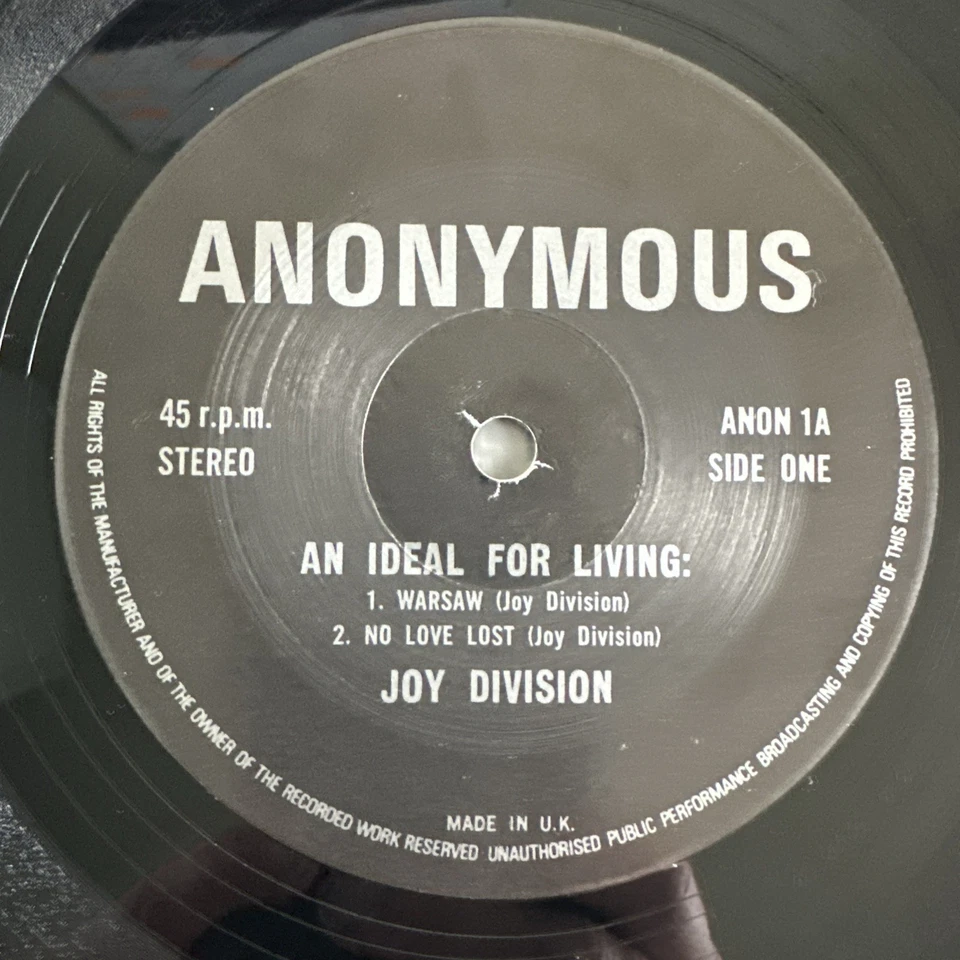 ANONYMOUS
45 r.p.m.
STEREO
ANON 1A
SIDE ONE
AN IDEAL FOR LIVING:
1. WARSAW (Joy Division)
2. NO LOVE LOST (Joy Division)
JOY DIVISION
MADE IN U.K.
ALL RIGHTS OF THE MANUFACTURER AND OF THE OWNER OF THE RECORDED WORK RESERVED UNAUTHORISED PUBLIC PERFORMANCE BROADCASTING AND COPYING OF THIS RECORD PROHIBITED